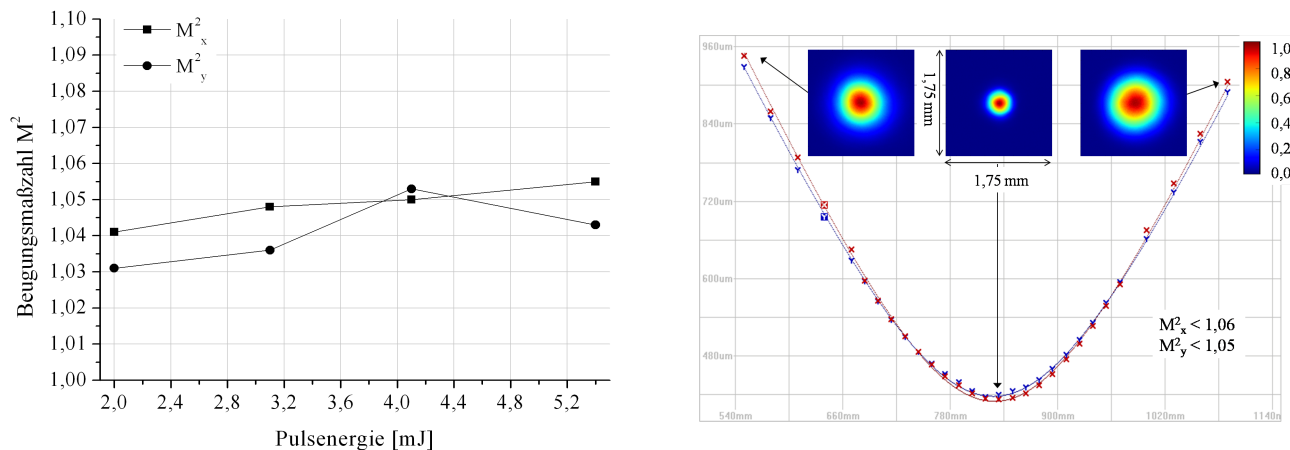 1,10
1,09
1,08
1,07
1,06
1,05
1,04
1,03
1,02
1,01
1,00
Beugungsmaßzahl M²
M²x
M²y
2,0 2,4 2,8 3,2 3,6 4,0 4,4 4,8 5,2
Pulsenergie [mJ]
960um
840um
720um
600um
480um
1,75 mm
1,75 mm
1,0
0,8
0,6
0,4
0,2
0,0
M²x < 1,06
M²y < 1,05
540mm 660mm 780mm 900mm 1020mm 1140m